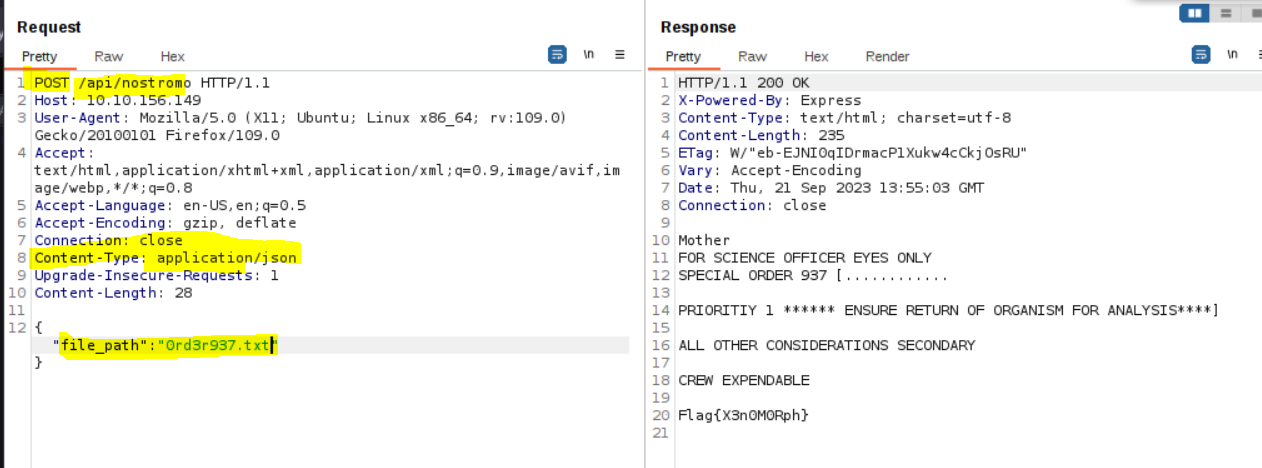 Request
Pretty Raw Hex \n
1 POST /api/nostromo HTTP/1.1
2 Host: 10.10.156.149
3 User-Agent: Mozilla/5.0 (X11; Ubuntu; Linux x86_64; rv:109.0)
Gecko/20100101 Firefox/109.0
4 Accept:
text/html,application/xhtml+xml,application/xml;q=0.9,image/avif,im
age/webp,*/*;q=0.8
5 Accept-Language: en-US,en;q=0.5
6 Accept-Encoding: gzip, deflate
7 Connection: close
8 Content-Type: application/json
9 Upgrade-Insecure-Requests: 1
10 Content-Length: 28
11
12 {
"file_path":"0rd3r937.txt"
}
Response
Pretty Raw Hex Render \n
1 HTTP/1.1 200 OK
2 X-Powered-By: Express
3 Content-Type: text/html; charset=utf-8
4 Content-Length: 235
5 ETag: W/"eb-EJNI0qIDrmacPlXukw4cCkjOsRU"
6 Vary: Accept-Encoding
7 Date: Thu, 21 Sep 2023 13:55:03 GMT
8 Connection: close
9
10 Mother
11 FOR SCIENCE OFFICER EYES ONLY
12 SPECIAL ORDER 937 [............
13
14 PRIORITIY 1 ****** ENSURE RETURN OF ORGANISM FOR ANALYSIS****]
15
16 ALL OTHER CONSIDERATIONS SECONDARY
17
18 CREW EXPENDABLE
19
20 Flag{X3n0M0Rph}
21